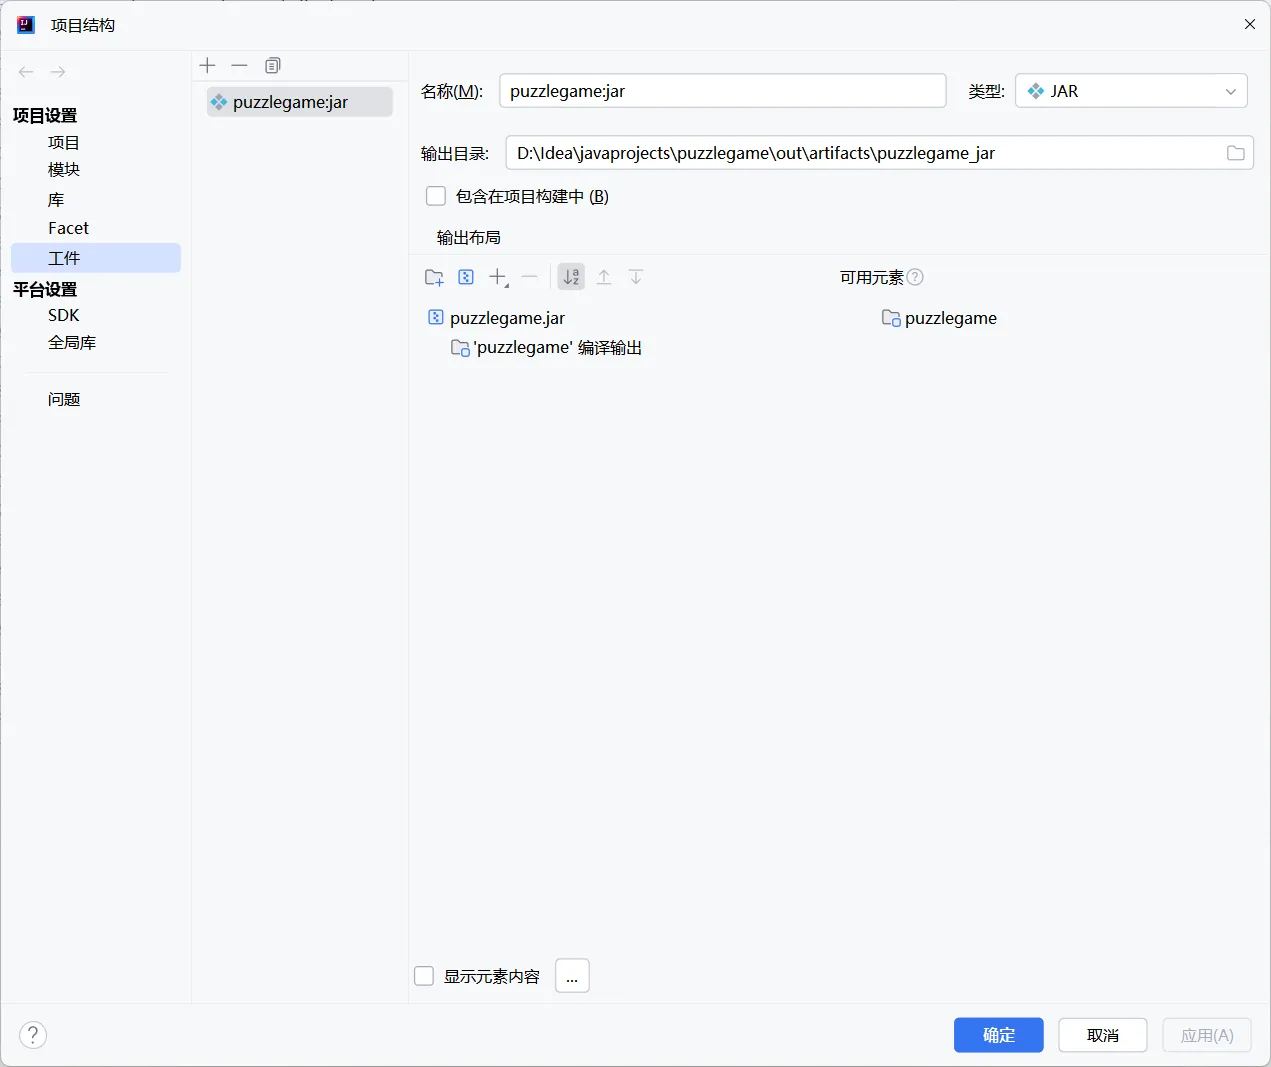 项目结构
项目设置
项目
模块
库
Facet
工件
平台设置
SDK
全局库
问题
puzzlegame:jar
名称(M): puzzlegame:jar 类型: JAR
输出目录: D:\Idea\javaprojects\puzzlegame\out\artifacts\puzzlegame_jar
包含在项目构建中 (B)
输出布局
可用元素
puzzlegame.jar
'puzzlegame' 编译输出
puzzlegame
显示元素内容 ...
确定 取消 应用(A)